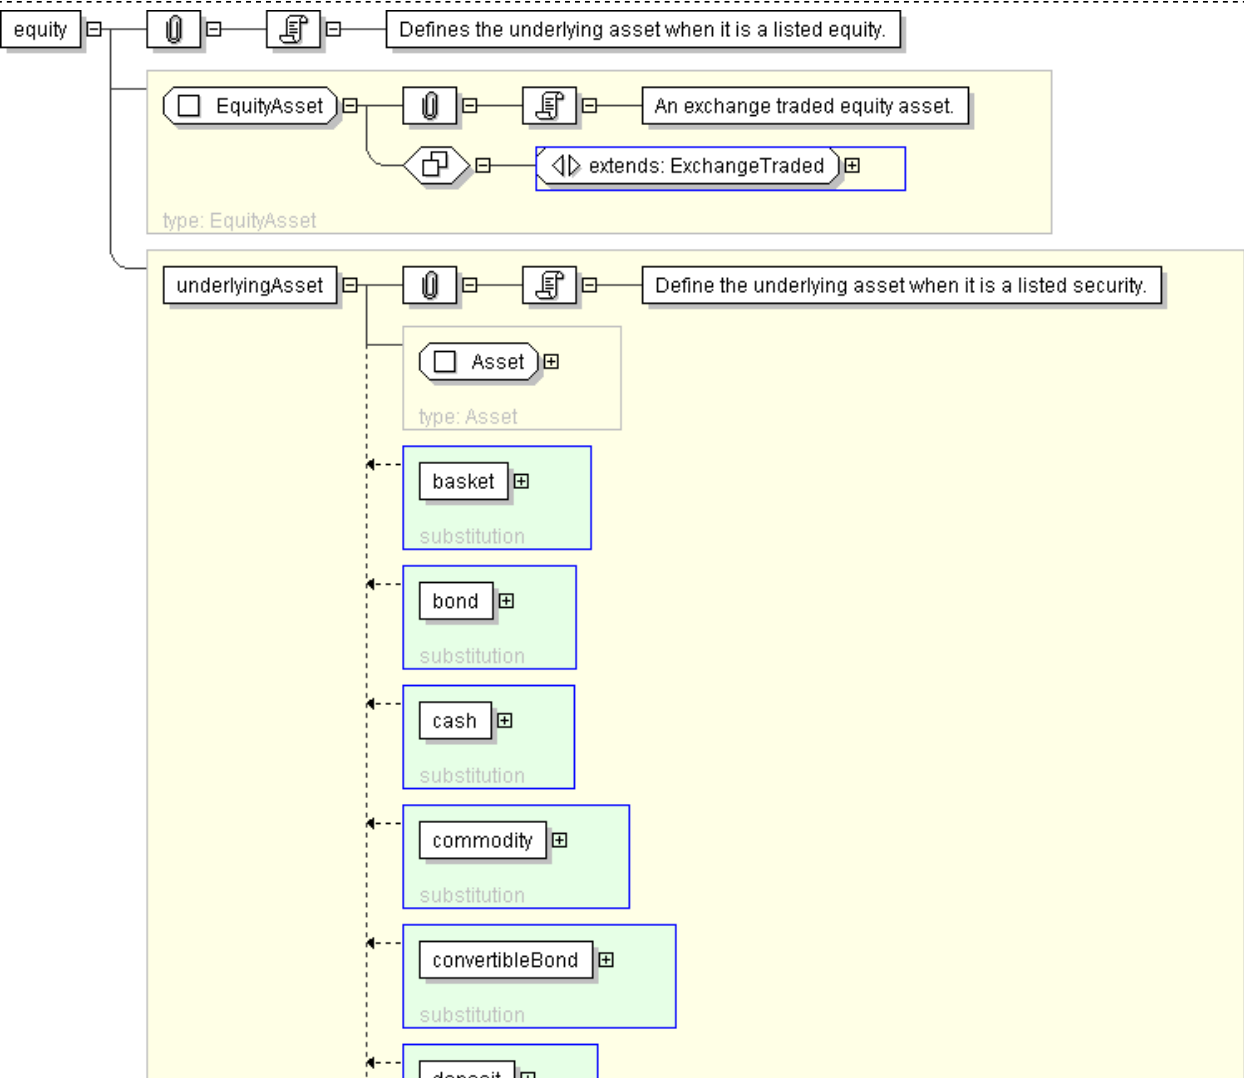 equity
Defines the underlying asset when it is a listed equity.
EquityAsset
An exchange traded equity asset.
extends: ExchangeTraded
type: EquityAsset
underlyingAsset
Define the underlying asset when it is a listed security.
Asset
type: Asset
basket
substitution
bond
substitution
cash
substitution
commodity
substitution
convertibleBond
substitution
deposit